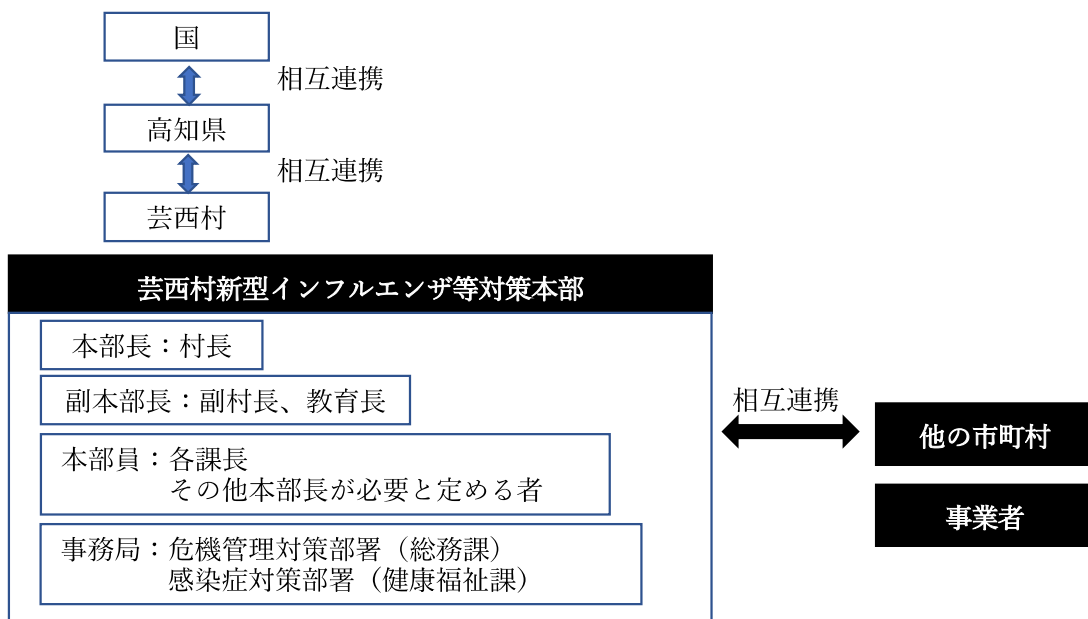 国
相互連携
高知県
相互連携
芸西村
芸西村新型インフルエンザ等対策本部
本部長：村長
副本部長：副村長、教育長
本部員：各課長
その他本部長が必要と定める者
事務局：危機管理対策部署（総務課）
感染症対策部署（健康福祉課）
相互連携
他の市町村
事業者